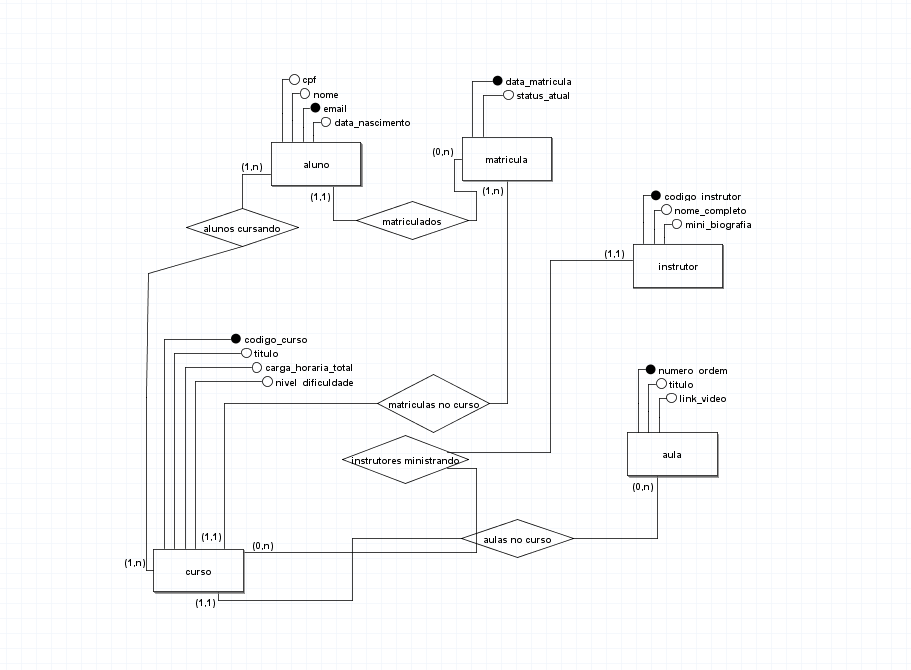 cpf
nome
email
data_nascimento
data_matricula
status_atual
(1,n)
aluno
(0,n)
matricula
(1,1)
(1,n)
alunos cursando
matriculados
codigo_instrutor
nome_completo
mini_biografia
(1,1)
instrutor
codigo_curso
titulo
carga_horaria_total
nivel_dificuldade
matriculas no curso
numero_ordem
titulo
link_video
instrutores ministrando
aula
(0,n)
(1,1)
(0,n)
aulas no curso
(1,n)
curso
(1,1)